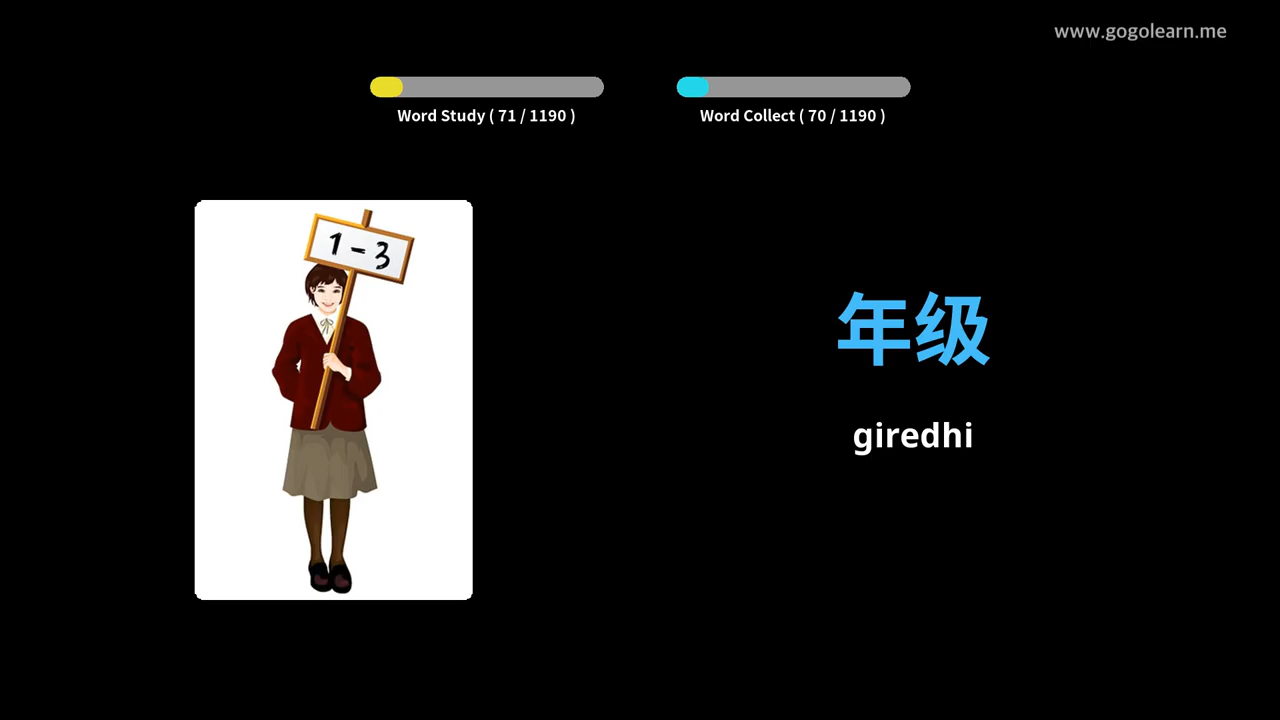 www.gogolearn.me
Word Study ( 71 / 1190 )
Word Collect ( 70 / 1190 )
1 - 3
年级
giredhi